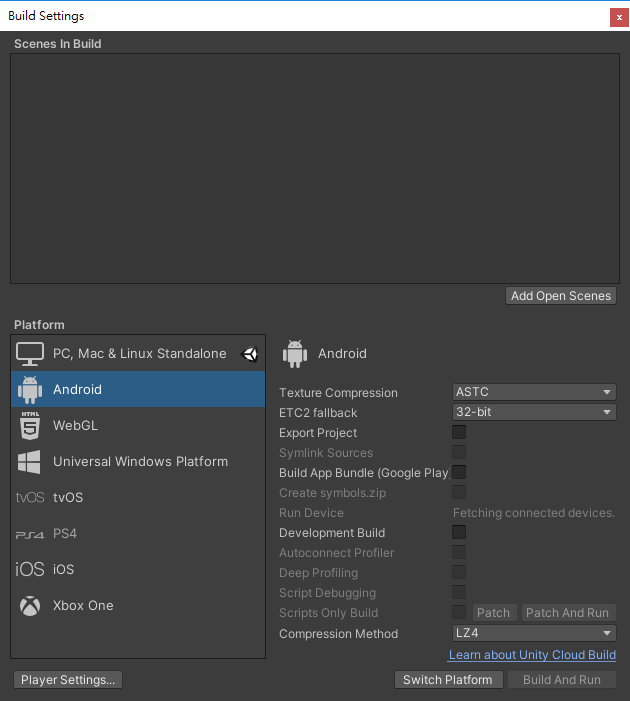 Build Settings
x
Scenes In Build
Add Open Scenes
Platform
PC, Mac & Linux Standalone
Android
HTML
5
WebGL
Universal Windows Platform
tvOS tvOS
PS4 PS4
iOS iOS
Xbox One
Android
Texture Compression ASTC
ETC2 fallback 32-bit
Export Project
Symlink Sources
Build App Bundle (Google Play
Create symbols.zip
Run Device Fetching connected devices.
Development Build
Autoconnect Profiler
Deep Profiling
Script Debugging
Scripts Only Build Patch Patch And Run
Compression Method LZ4
Learn about Unity Cloud Build
Player Settings... Switch Platform Build And Run